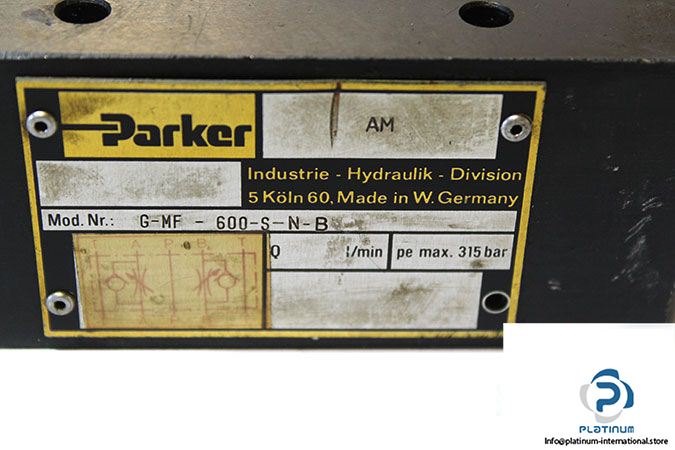 Parker
AM
Industrie - Hydraulik - Division
5 Köln 60, Made in W. Germany
Mod. Nr.: G-MF - 600-S-N-B
A P B T
Q l/min pe max. 315 bar
PLATINUM
Info@platinum-international.store